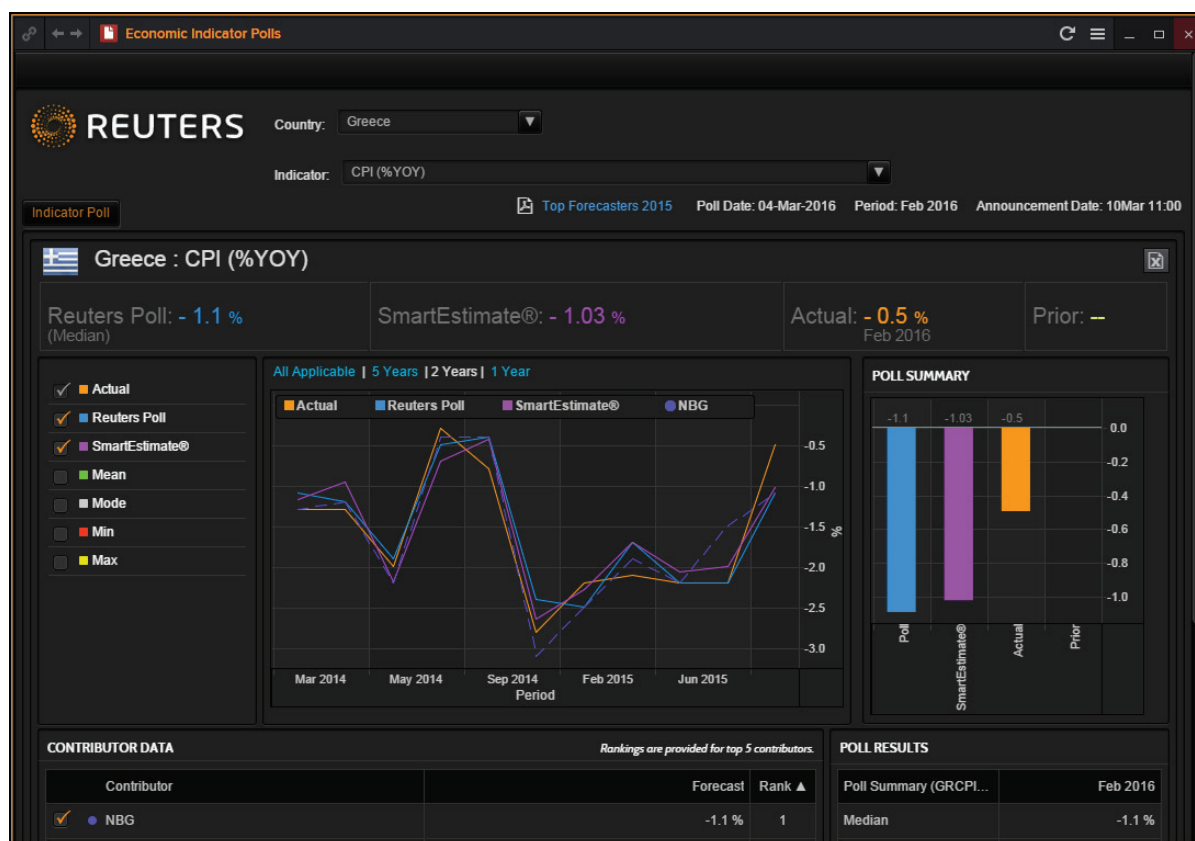 Economic Indicator Polls
REUTERS
Country: Greece
Indicator: CPI (%YOY)
Indicator Poll
Top Forecasters 2015 Poll Date: 04-Mar-2016 Period: Feb 2016 Announcement Date: 10Mar 11:00
Greece : CPI (%YOY)
Reuters Poll: - 1.1 %
(Median)
SmartEstimate®: - 1.03 %
Actual: - 0.5 %
Feb 2016
Prior: --
Actual
Reuters Poll
SmartEstimate®
Mean
Mode
Min
Max
All Applicable | 5 Years | 2 Years | 1 Year
Actual Reuters Poll SmartEstimate® NBG
-0.5
-1.0
-1.5
-2.0
-2.5
-3.0
%
Mar 2014 May 2014 Sep 2014 Feb 2015 Jun 2015
Period
POLL SUMMARY
-1.1 -1.03 -0.5
0.0
-0.2
-0.4
-0.6
-0.8
-1.0
Poll
SmartEstimate®
Actual
Prior
CONTRIBUTOR DATA
Rankings are provided for top 5 contributors.
Contributor Forecast Rank ▲
NBG -1.1 % 1
POLL RESULTS
Poll Summary (GRCPI... Feb 2016
Median -1.1 %